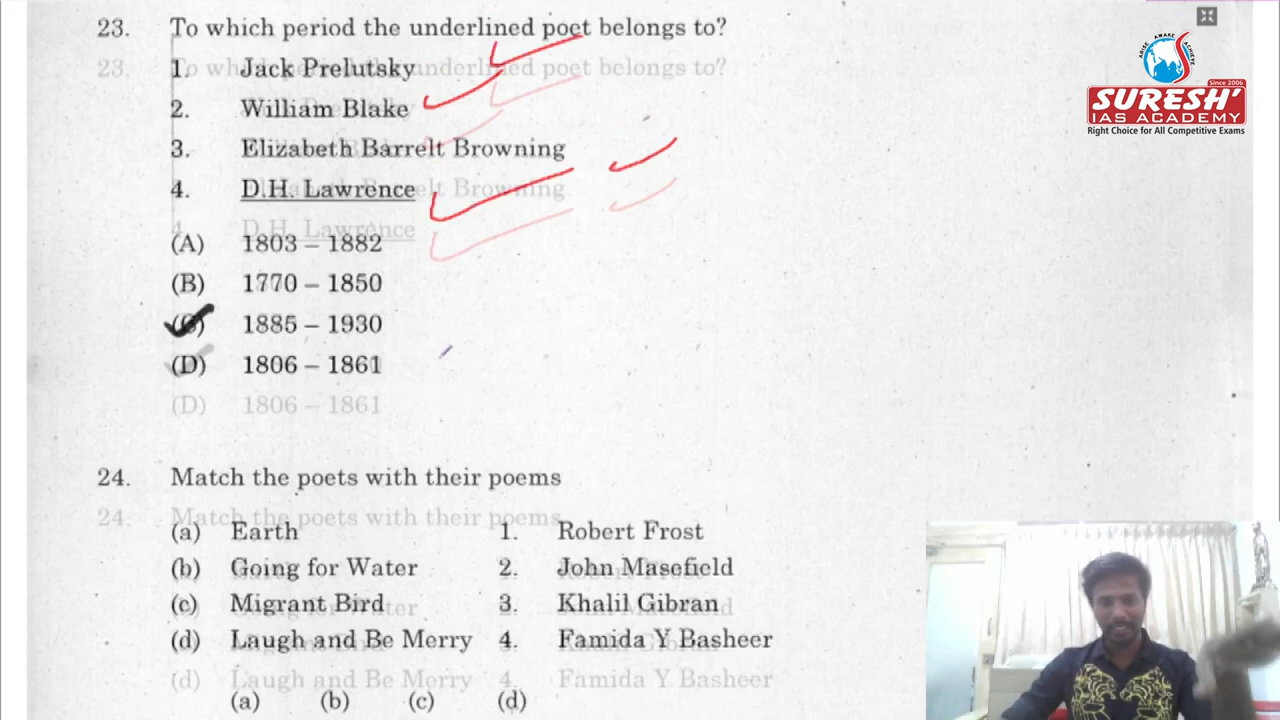 23. To which period the underlined poet belongs to?
1. Jack Prelutsky
2. William Blake
3. Elizabeth Barrelt Browning
4. D.H. Lawrence
(A) 1803 – 1882
(B) 1770 – 1850
(C) 1885 – 1930
(D) 1806 – 1861
24. Match the poets with their poems
(a) Earth 1. Robert Frost
(b) Going for Water 2. John Masefield
(c) Migrant Bird 3. Khalil Gibran
(d) Laugh and Be Merry 4. Famida Y Basheer
(a) (b) (c) (d)
ARISE AWAKE ACHIEVE
Since 2006
SURESH'
IAS ACADEMY
Right Choice for All Competitive Exams